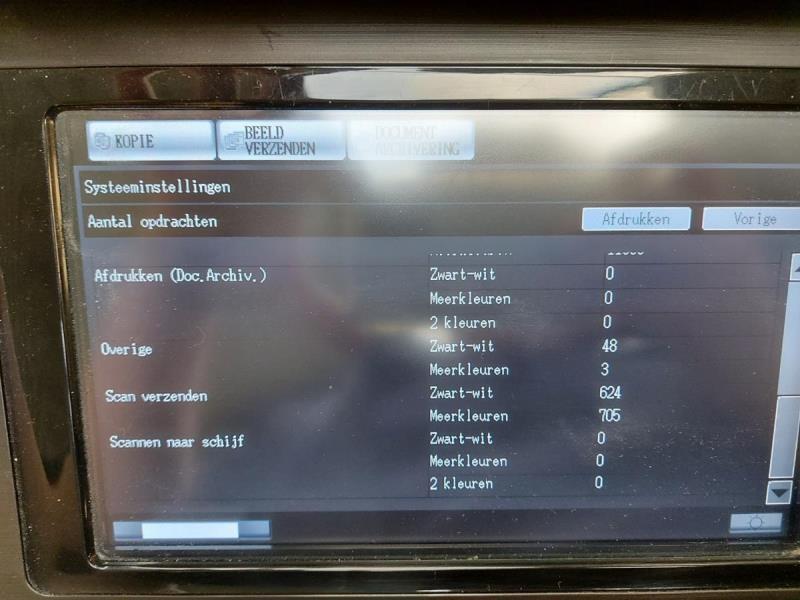 KOPIE
BEELD
VERZENDEN
DOCUMENT
ARCHIVERING
Systeeminstellingen
Aantal opdrachten
Afdrukken
Vorige
Afdrukken (Doc.Archiv.)
Zwart-wit 0
Meerkleuren 0
2 kleuren 0
Overige
Zwart-wit 48
Meerkleuren 3
Scan verzenden
Zwart-wit 624
Meerkleuren 705
Scannen naar schijf
Zwart-wit 0
Meerkleuren 0
2 kleuren 0